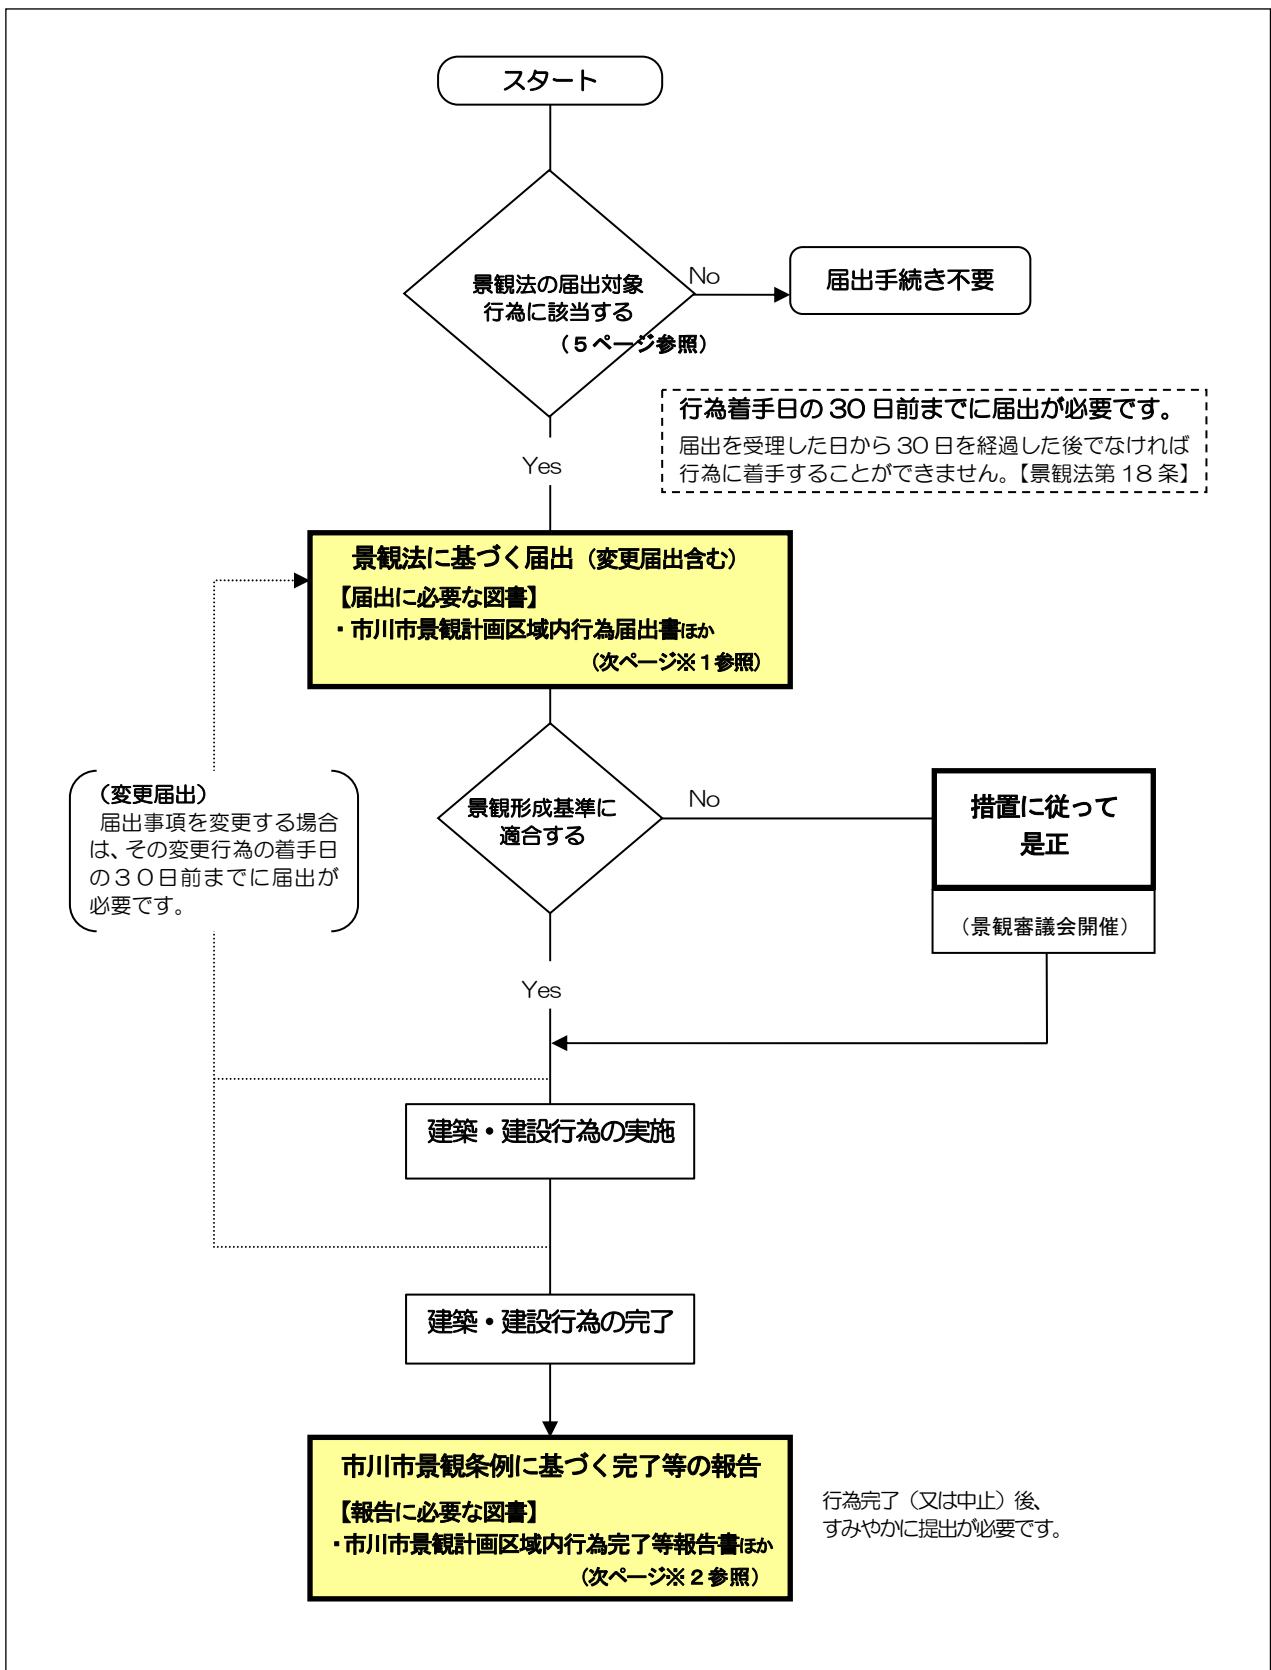 スタート
景観法の届出対象
行為に該当する
（５ページ参照）
No
届出手続き不要
行為着手日の 30 日前までに届出が必要です。
届出を受理した日から 30 日を経過した後でなければ
行為に着手することができません。【景観法第 18 条】
Yes
景観法に基づく届出（変更届出含む）
【届出に必要な図書】
・市川市景観計画区域内行為届出書ほか
（次ページ※１参照）
（変更届出）
届出事項を変更する場合
は、その変更行為の着手日
の３０日前までに届出が
必要です。
景観形成基準に
適合する
No
措置に従って
是正
（景観審議会開催）
Yes
建築・建設行為の実施
建築・建設行為の完了
市川市景観条例に基づく完了等の報告
【報告に必要な図書】
・市川市景観計画区域内行為完了等報告書ほか
（次ページ※２参照）
行為完了（又は中止）後、
すみやかに提出が必要です。